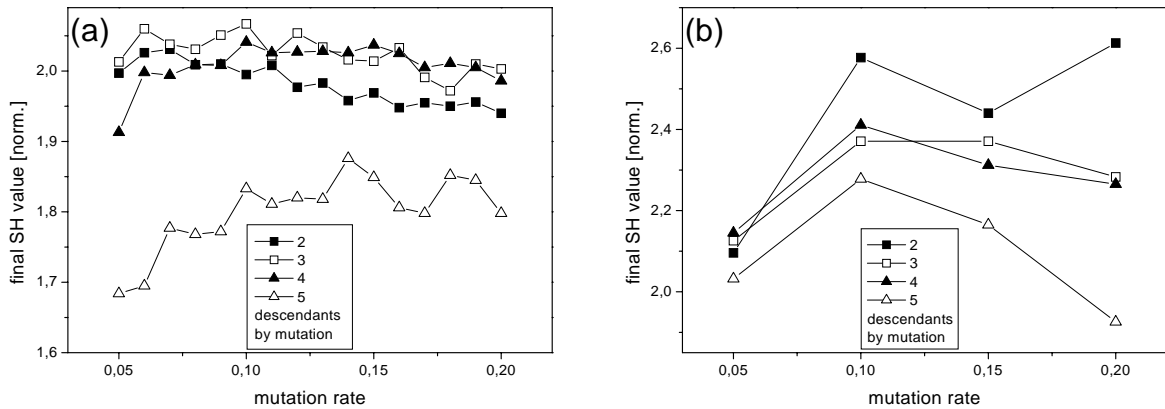 (a)
final SH value [norm.]
2,0
1,9
1,8
1,7
1,6
2
3
4
5
descendants
by mutation
0,05
0,10
0,15
0,20
mutation rate
(b)
final SH value [norm.]
2,6
2,4
2,2
2,0
2
3
4
5
descendants
by mutation
0,05
0,10
0,15
0,20
mutation rate